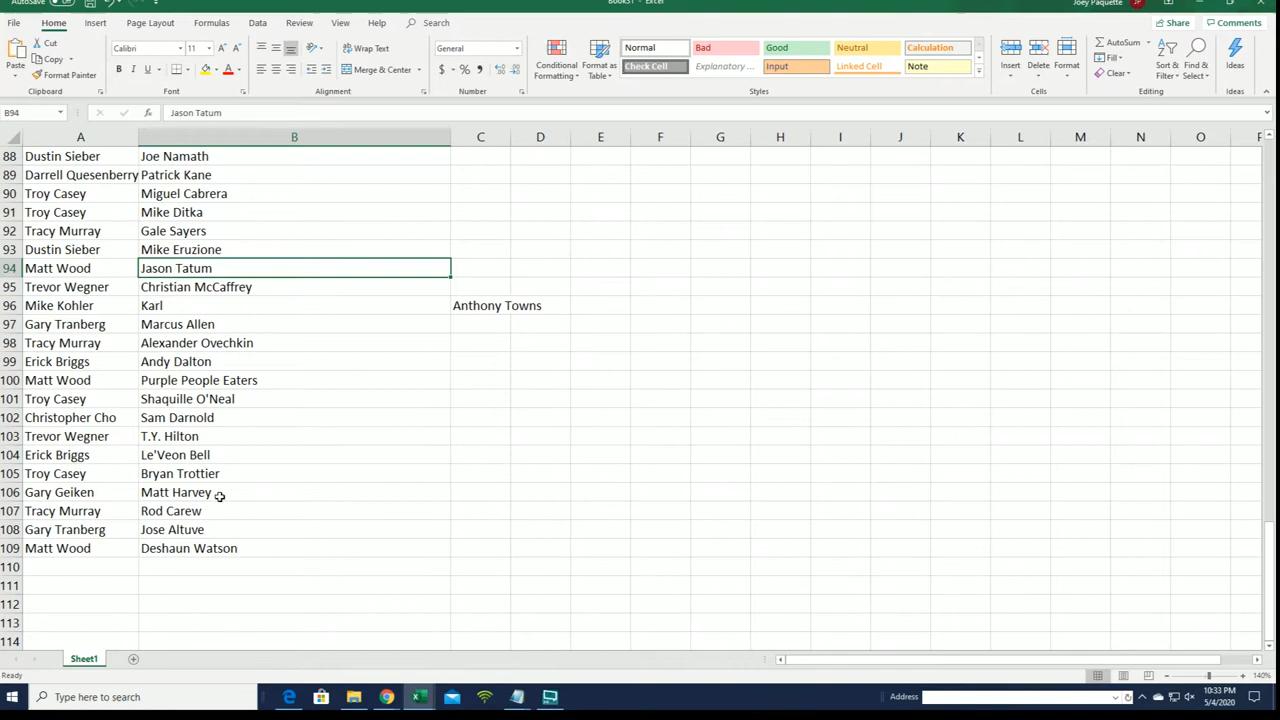 AutoSave
Book31 - Excel
Joey Paquette
JP
File Home Insert Page Layout Formulas Data Review View Help Search
Share Comments
Paste
Cut
Copy
Format Painter
Clipboard
Calibri 11
B I U
Font
Wrap Text
Merge & Center
Alignment
General
$ % ,
Number
Conditional Formatting
Format as Table
Normal Bad Good Neutral Calculation
Check Cell Explanatory ... Input Linked Cell Note
Styles
Insert Delete Format
Cells
AutoSum
Fill
Clear
Sort & Filter
Find & Select
Editing
Ideas
Ideas
B94 fx Jason Tatum
A B C D E F G H I J K L M N O
88 Dustin Sieber Joe Namath
89 Darrell Quesenberry Patrick Kane
90 Troy Casey Miguel Cabrera
91 Troy Casey Mike Ditka
92 Tracy Murray Gale Sayers
93 Dustin Sieber Mike Eruzione
94 Matt Wood Jason Tatum
95 Trevor Wegner Christian McCaffrey
96 Mike Kohler Karl Anthony Towns
97 Gary Tranberg Marcus Allen
98 Tracy Murray Alexander Ovechkin
99 Erick Briggs Andy Dalton
100 Matt Wood Purple People Eaters
101 Troy Casey Shaquille O'Neal
102 Christopher Cho Sam Darnold
103 Trevor Wegner T.Y. Hilton
104 Erick Briggs Le'Veon Bell
105 Troy Casey Bryan Trottier
106 Gary Geiken Matt Harvey
107 Tracy Murray Rod Carew
108 Gary Tranberg Jose Altuve
109 Matt Wood Deshaun Watson
110
111
112
113
114
Sheet1
Ready
140%
Type here to search
Address
10:33 PM
5/4/2020